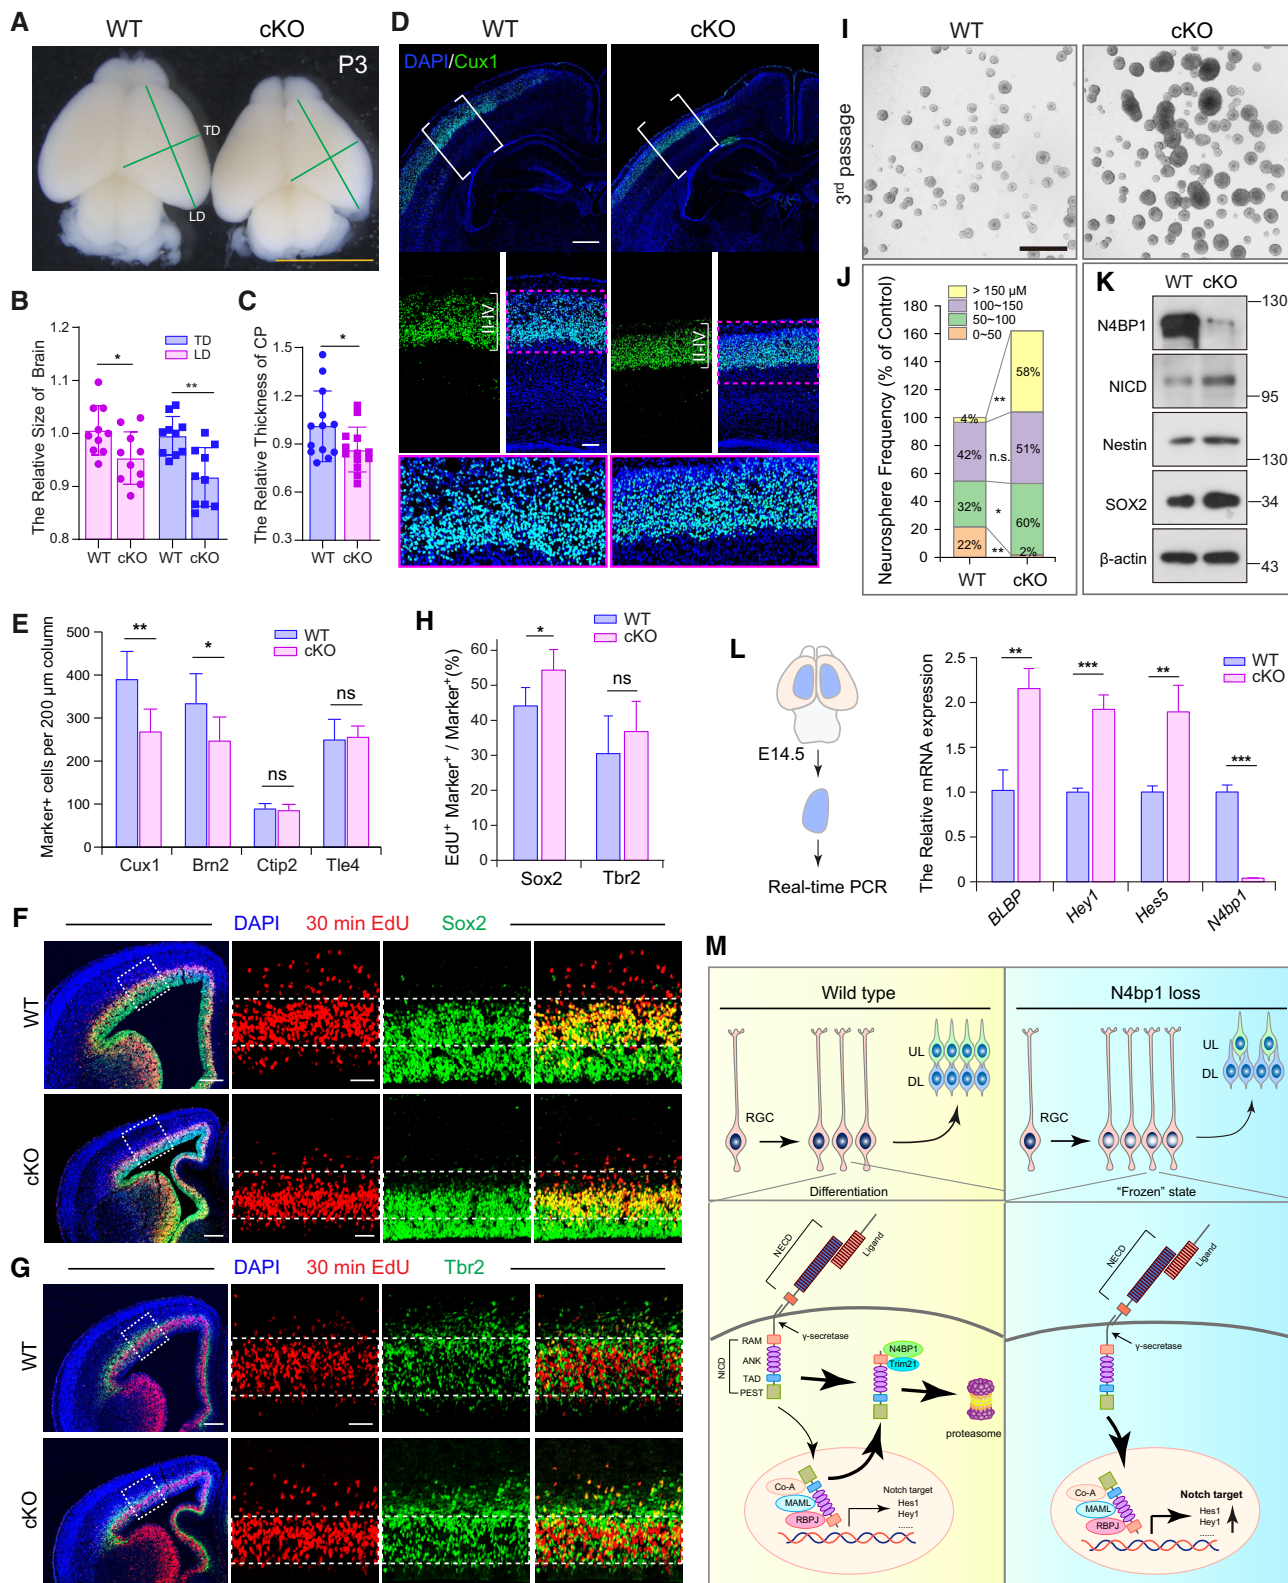 A
WT
cKO
P3
TD
LD
B
The Relative Size of Brain
1.2
1.1
1.0
0.9
0.8
TD
LD
*
**
WT
cKO
WT
cKO
C
The Relative Thickness of CP
1.5
1.2
0.9
0.6
0.3
*
WT
cKO
D
WT
cKO
DAPI/Cux1
II-IV
II-IV
E
Marker+ cells per 200 µm column
500
400
300
200
100
0
WT
cKO
**
*
ns
ns
Cux1
Brn2
Ctip2
Tle4
F
DAPI
30 min EdU
Sox2
WT
cKO
G
DAPI
30 min EdU
Tbr2
WT
cKO
H
EdU+ Marker+ / Marker+(%)
60
50
40
30
20
10
0
WT
cKO
*
ns
Sox2
Tbr2
I
WT
cKO
3rd passage
J
Neurosphere Frequency (% of Control)
180
160
140
120
100
80
60
40
20
0
> 150 µM
100~150
50~100
0~50
4%
42%
32%
22%
**
n.s.
*
**
58%
51%
60%
2%
WT
cKO
K
WT cKO
N4BP1
NICD
Nestin
SOX2
β-actin
130
95
130
34
43
L
E14.5
Real-time PCR
The Relative mRNA expression
2.5
2.0
1.5
1.0
0.5
0
WT
cKO
**
***
**
***
BLBP
Hey1
Hes5
N4bp1
M
Wild type
UL
DL
RGC
Differentiation
N4bp1 loss
UL
DL
RGC
"Frozen" state
NECD
Ligand
γ-secretase
NICD
RAM
ANK
TAD
PEST
N4BP1
Trim21
proteasome
Co-A
MAML
RBPJ
Notch target
Hes1
Hey1
......
NECD
Ligand
γ-secretase
Co-A
MAML
RBPJ
Notch target
Hes1
Hey1
......